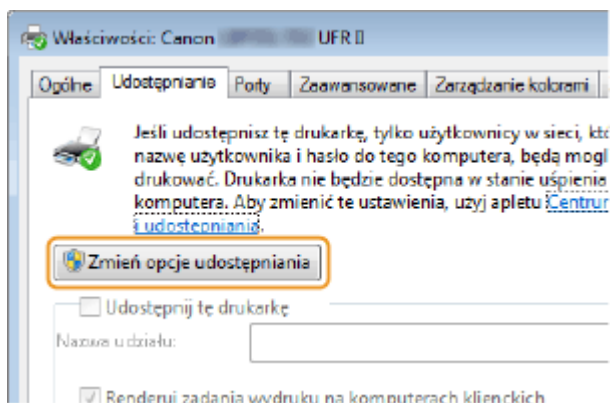 Właściwości: Canon UFR II
Ogólne Udostępnianie Porty Zaawansowane Zarządzanie kolorami
Jeśli udostępnisz tę drukarkę, tylko użytkownicy w sieci,
nazwę użytkownika i hasło do tego komputera, będą
drukować. Drukarka nie będzie dostępna w stanie uśpienia
komputera. Aby zmienić te ustawienia, użyj apletu Centrum
i udostępniania.
Zmień opcje udostępniania
Udostępnij tę drukarkę
Nazwa udziału:
Renderuj zadania wydruku na komputerach klienckich